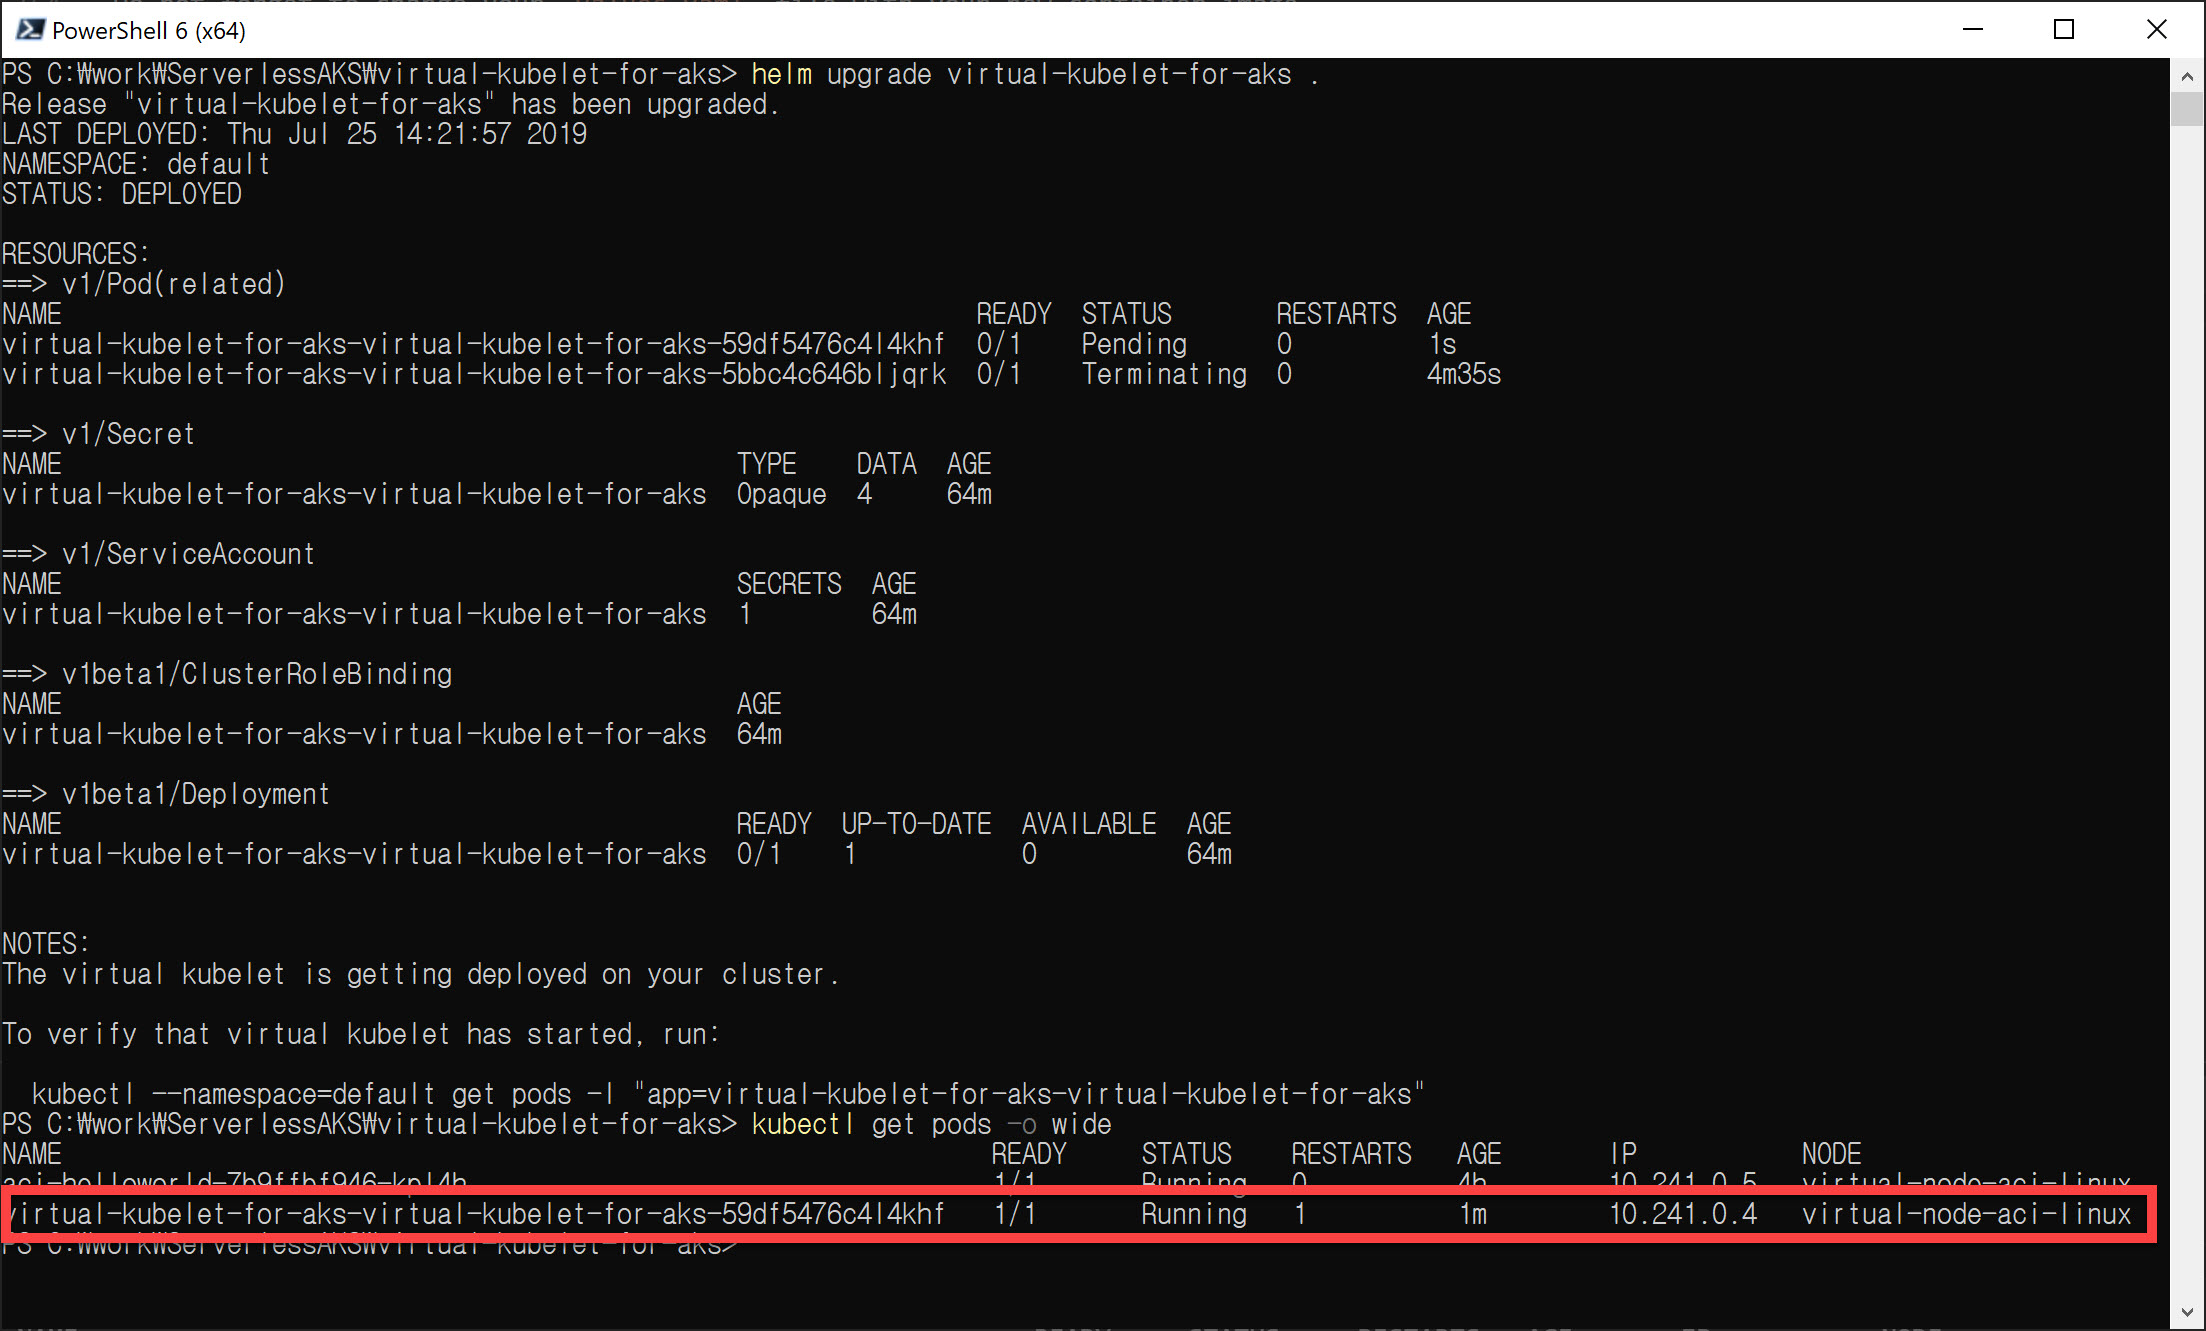 PowerShell 6 (x64)
PS C:₩work₩ServerlessAKS₩virtual-kubelet-for-aks> helm upgrade virtual-kubelet-for-aks .
Release "virtual-kubelet-for-aks" has been upgraded.
LAST DEPLOYED: Thu Jul 25 14:21:57 2019
NAMESPACE: default
STATUS: DEPLOYED
RESOURCES:
==> v1/Pod(related)
NAME READY STATUS RESTARTS AGE
virtual-kubelet-for-aks-virtual-kubelet-for-aks-59df5476c4l4khf 0/1 Pending 0 1s
virtual-kubelet-for-aks-virtual-kubelet-for-aks-5bbc4c646bljqrk 0/1 Terminating 0 4m35s
==> v1/Secret
NAME TYPE DATA AGE
virtual-kubelet-for-aks-virtual-kubelet-for-aks Opaque 4 64m
==> v1/ServiceAccount
NAME SECRETS AGE
virtual-kubelet-for-aks-virtual-kubelet-for-aks 1 64m
==> v1beta1/ClusterRoleBinding
NAME AGE
virtual-kubelet-for-aks-virtual-kubelet-for-aks 64m
==> v1beta1/Deployment
NAME READY UP-TO-DATE AVAILABLE AGE
virtual-kubelet-for-aks-virtual-kubelet-for-aks 0/1 1 0 64m
NOTES:
The virtual kubelet is getting deployed on your cluster.
To verify that virtual kubelet has started, run:
kubectl --namespace=default get pods -l "app=virtual-kubelet-for-aks-virtual-kubelet-for-aks"
PS C:₩work₩ServerlessAKS₩virtual-kubelet-for-aks> kubectl get pods -o wide
NAME READY STATUS RESTARTS AGE IP NODE
aci-helloworld-7b9ffbf946-kpl4h 1/1 Running 0 4h 10.241.0.5 virtual-node-aci-linux
virtual-kubelet-for-aks-virtual-kubelet-for-aks-59df5476c4l4khf 1/1 Running 1 1m 10.241.0.4 virtual-node-aci-linux
PS C:₩work₩ServerlessAKS₩virtual-kubelet-for-aks>